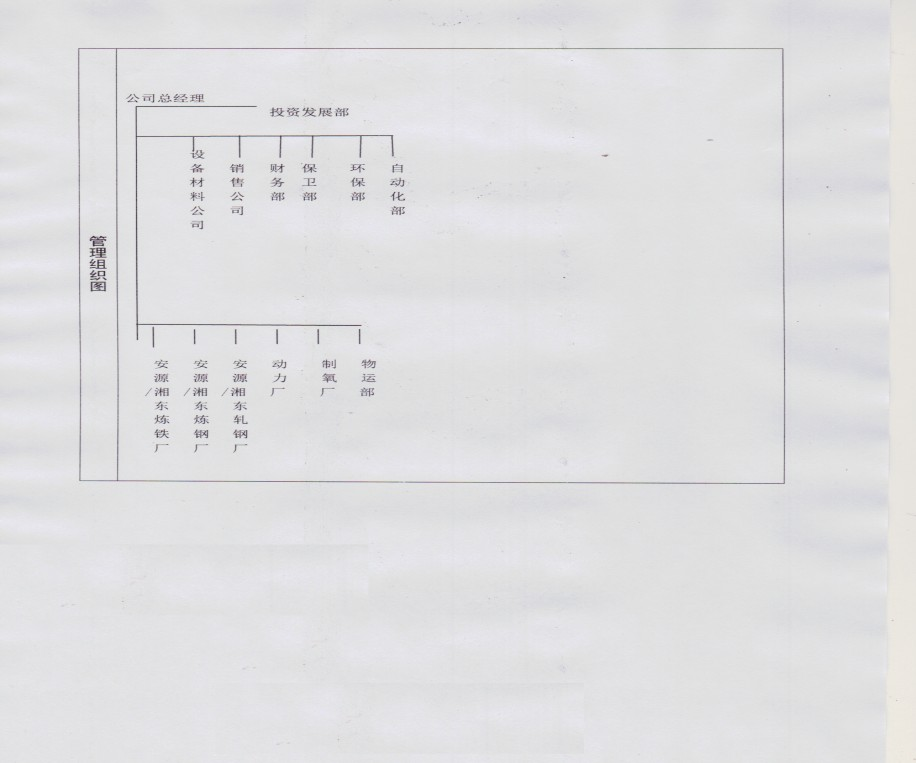 公司总经理
投资发展部
设备材料公司
销售公司
财务部
保卫部
环保部
自动化部
管理组织图
安源/湘东炼铁厂
安源/湘东炼钢厂
安源/湘东轧钢厂
动力厂
制氧厂
物运部